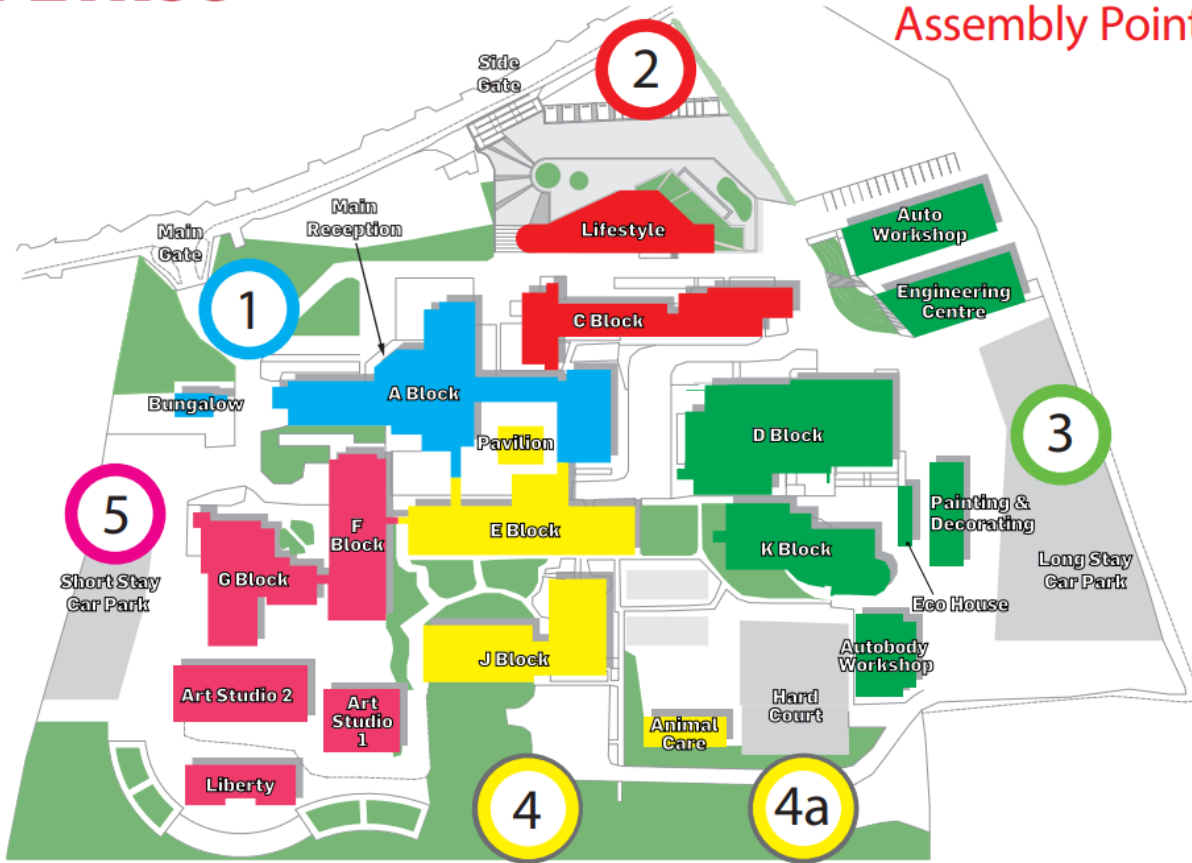 Assembly Point
Side
Gate
2
Main
Reception
Main
Gate
Lifestyle
Auto
Workshop
1
Engineering
Centre
C Block
A Block
Bungalow
Pavilion
D Block
3
5
F
Block
E Block
Painting &
Decorating
K Block
G Block
Short Stay
Car Park
Long Stay
Car Park
Eco House
J Block
Autobody
Workshop
Art Studio 2
Art
Studio
1
Hard
Court
Animal
Care
Liberty
4
4a